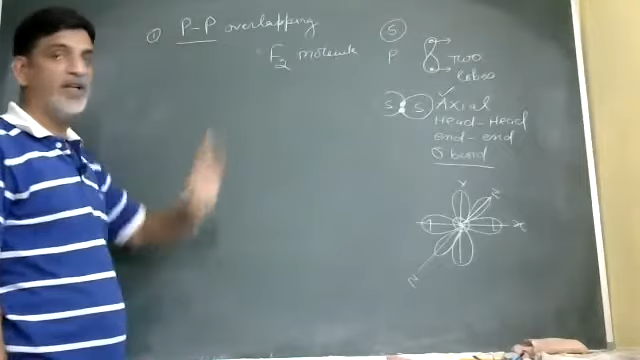 ① P-P overlapping
F2 molecule
S
P Two
lobes
S S Axial
Head-Head
end-end
σ bond
Y
Z
X
Z